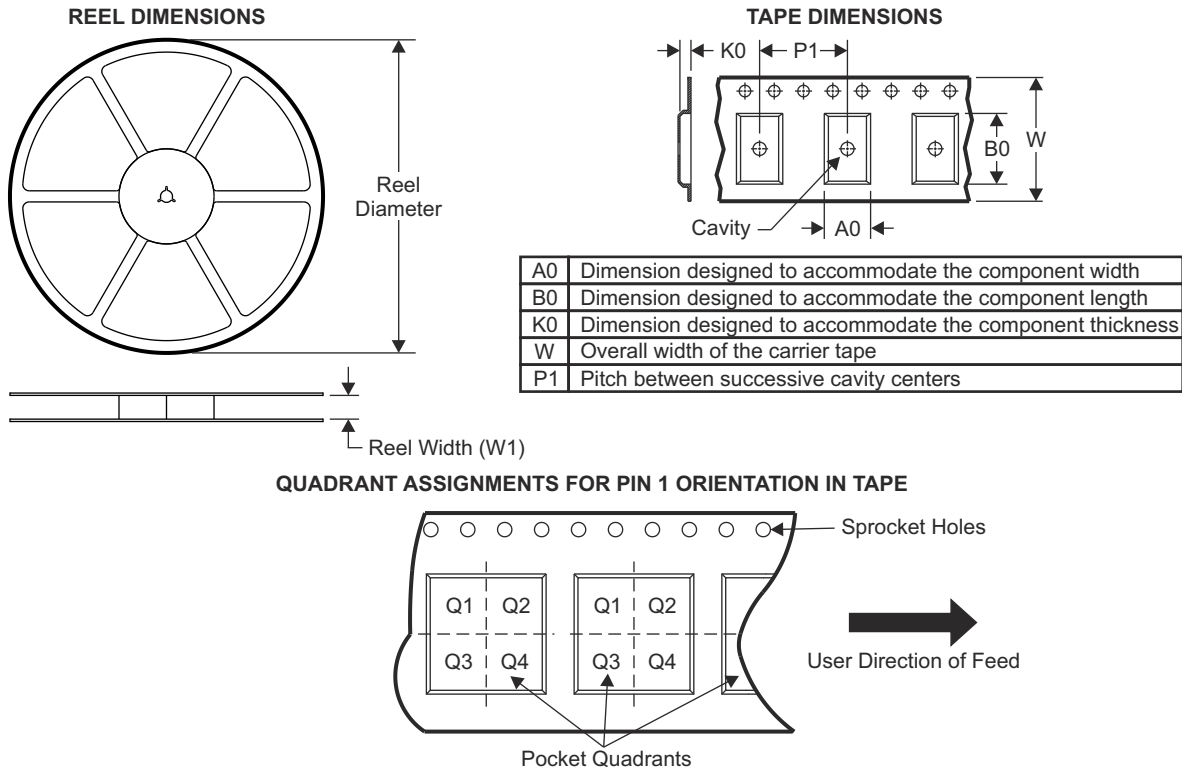 REEL DIMENSIONS
Reel
Diameter
Reel Width (W1)
TAPE DIMENSIONS
K0
P1
W
B0
Cavity
A0
A0 Dimension designed to accommodate the component width
B0 Dimension designed to accommodate the component length
K0 Dimension designed to accommodate the component thickness
W Overall width of the carrier tape
P1 Pitch between successive cavity centers
QUADRANT ASSIGNMENTS FOR PIN 1 ORIENTATION IN TAPE
Sprocket Holes
Q1 Q2 Q1 Q2
Q3 Q4 Q3 Q4
User Direction of Feed
Pocket Quadrants